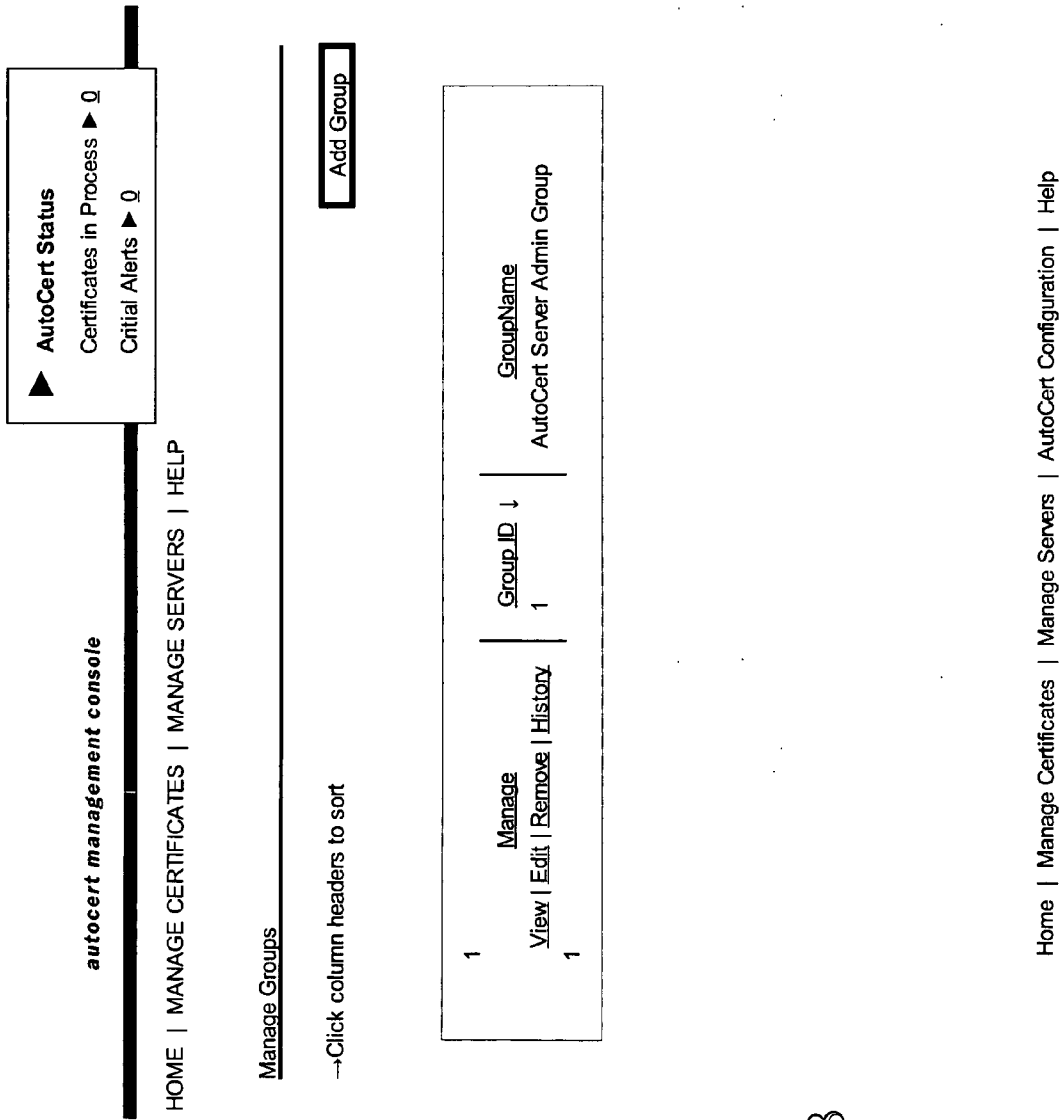 autocert management console
▶ AutoCert Status
Certificates in Process ▶ 0
Critial Alerts ▶ 0
HOME | MANAGE CERTIFICATES | MANAGE SERVERS | HELP
Manage Groups
→Click column headers to sort
Add Group
1
Manage | Group ID ↓ | GroupName
View | Edit | Remove | History | 1 | AutoCert Server Admin Group
1
Home | Manage Certificates | Manage Servers | AutoCert Configuration | Help